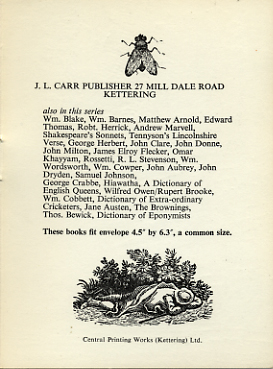 J. L. CARR PUBLISHER 27 MILL DALE ROAD
KETTERING
also in this series
Wm. Blake, Wm. Barnes, Matthew Arnold, Edward
Thomas, Robt. Herrick, Andrew Marvell,
Shakespeare's Sonnets, Tennyson's Lincolnshire
Verse, George Herbert, John Clare, John Donne,
John Milton, James Elroy Flecker, Omar
Khayyam, Rossetti, R. L. Stevenson, Wm.
Wordsworth, Wm. Cowper, John Aubrey, John
Dryden, Samuel Johnson,
George Crabbe, Hiawatha, A Dictionary of
English Queens, Wilfred Owen/Rupert Brooke,
Wm. Cobbett, Dictionary of Extra-ordinary
Cricketers, Jane Austen, The Brownings,
Thos. Bewick, Dictionary of Eponymists
These books fit envelope 4.5' by 6.3', a common size.
Central Printing Works (Kettering) Ltd.